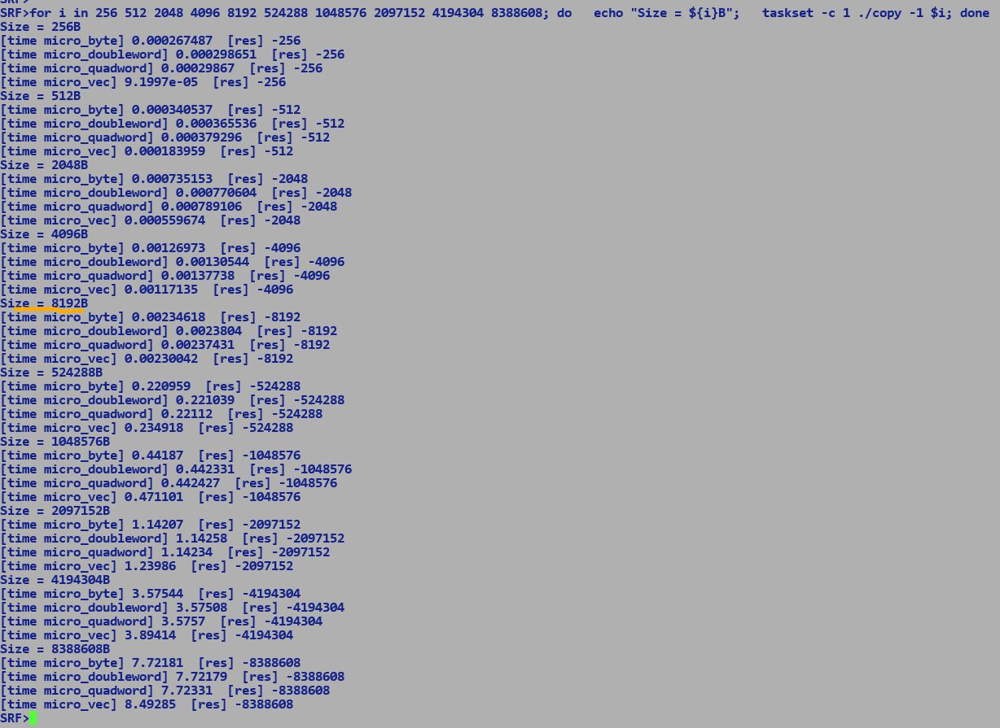 SRF>
SRF>for i in 256 512 2048 4096 8192 524288 1048576 2097152 4194304 8388608; do   echo "Size = ${i}B";   taskset -c 1 ./copy -1 $i; done
Size = 256B
[time micro_byte] 0.000267487  [res] -256
[time micro_doubleword] 0.000298651  [res] -256
[time micro_quadword] 0.00029867  [res] -256
[time micro_vec] 9.1997e-05  [res] -256
Size = 512B
[time micro_byte] 0.000340537  [res] -512
[time micro_doubleword] 0.000365536  [res] -512
[time micro_quadword] 0.000379296  [res] -512
[time micro_vec] 0.000183959  [res] -512
Size = 2048B
[time micro_byte] 0.000735153  [res] -2048
[time micro_doubleword] 0.000770604  [res] -2048
[time micro_quadword] 0.000789106  [res] -2048
[time micro_vec] 0.000559674  [res] -2048
Size = 4096B
[time micro_byte] 0.00126973  [res] -4096
[time micro_doubleword] 0.00130544  [res] -4096
[time micro_quadword] 0.00137738  [res] -4096
[time micro_vec] 0.00117135  [res] -4096
Size = 8192B
[time micro_byte] 0.00234618  [res] -8192
[time micro_doubleword] 0.0023804  [res] -8192
[time micro_quadword] 0.00237431  [res] -8192
[time micro_vec] 0.00230042  [res] -8192
Size = 524288B
[time micro_byte] 0.220959  [res] -524288
[time micro_doubleword] 0.221039  [res] -524288
[time micro_quadword] 0.22112  [res] -524288
[time micro_vec] 0.234918  [res] -524288
Size = 1048576B
[time micro_byte] 0.44187  [res] -1048576
[time micro_doubleword] 0.442331  [res] -1048576
[time micro_quadword] 0.442427  [res] -1048576
[time micro_vec] 0.471101  [res] -1048576
Size = 2097152B
[time micro_byte] 1.14207  [res] -2097152
[time micro_doubleword] 1.14258  [res] -2097152
[time micro_quadword] 1.14234  [res] -2097152
[time micro_vec] 1.23986  [res] -2097152
Size = 4194304B
[time micro_byte] 3.57544  [res] -4194304
[time micro_doubleword] 3.57508  [res] -4194304
[time micro_quadword] 3.5757  [res] -4194304
[time micro_vec] 3.89414  [res] -4194304
Size = 8388608B
[time micro_byte] 7.72181  [res] -8388608
[time micro_doubleword] 7.72179  [res] -8388608
[time micro_quadword] 7.72331  [res] -8388608
[time micro_vec] 8.49285  [res] -8388608
SRF>